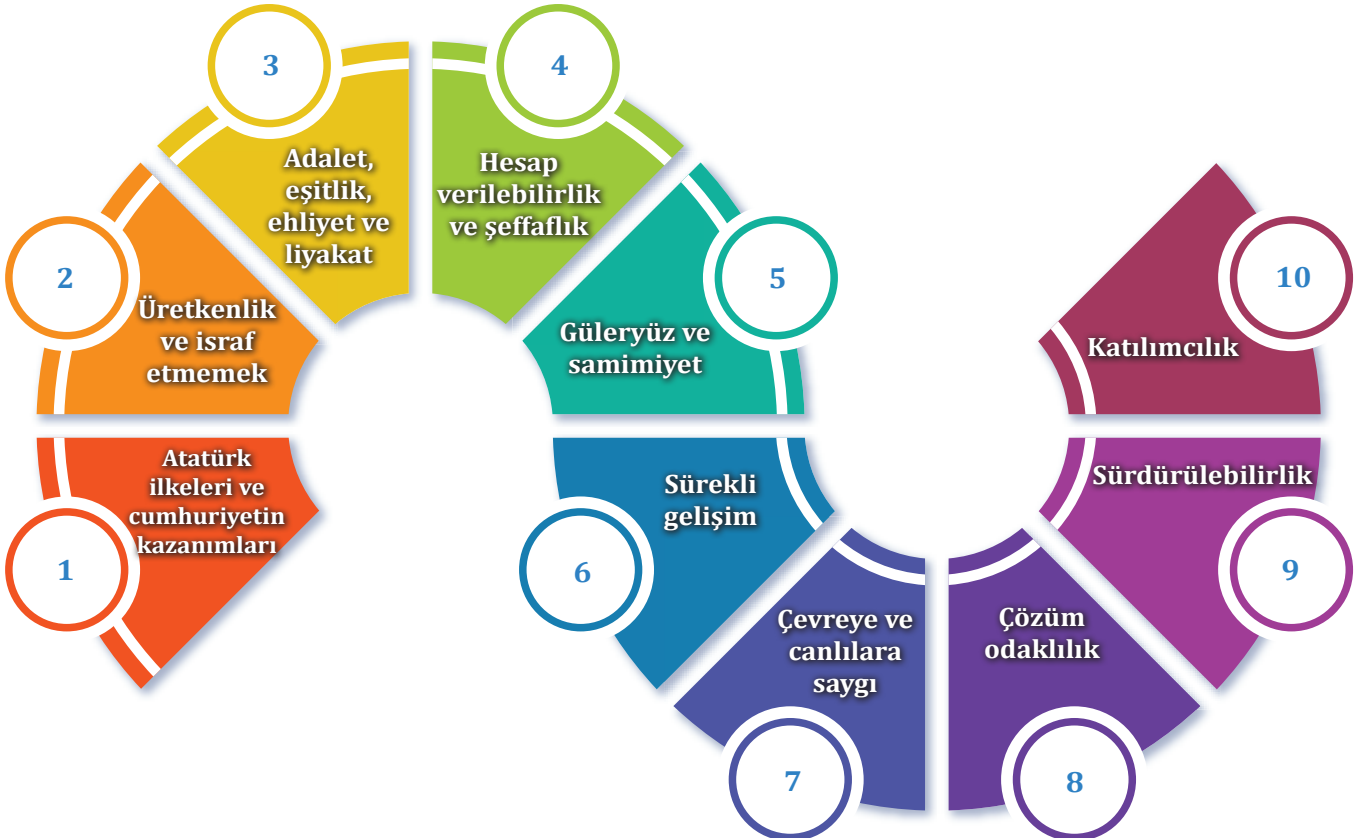 1
Atatürk
ilkeleri ve
cumhuriyetin
kazanımları
2
Üretkenlik
ve israf
etmemek
3
Adalet,
eşitlik,
ehliyet ve
liyakat
4
Hesap
verilebilirlik
ve şeffaflık
5
Güleryüz ve
samimiyet
6
Sürekli
gelişim
7
Çevreye ve
canlılara
saygı
8
Çözüm
odaklılık
9
Sürdürülebilirlik
10
Katılımcılık